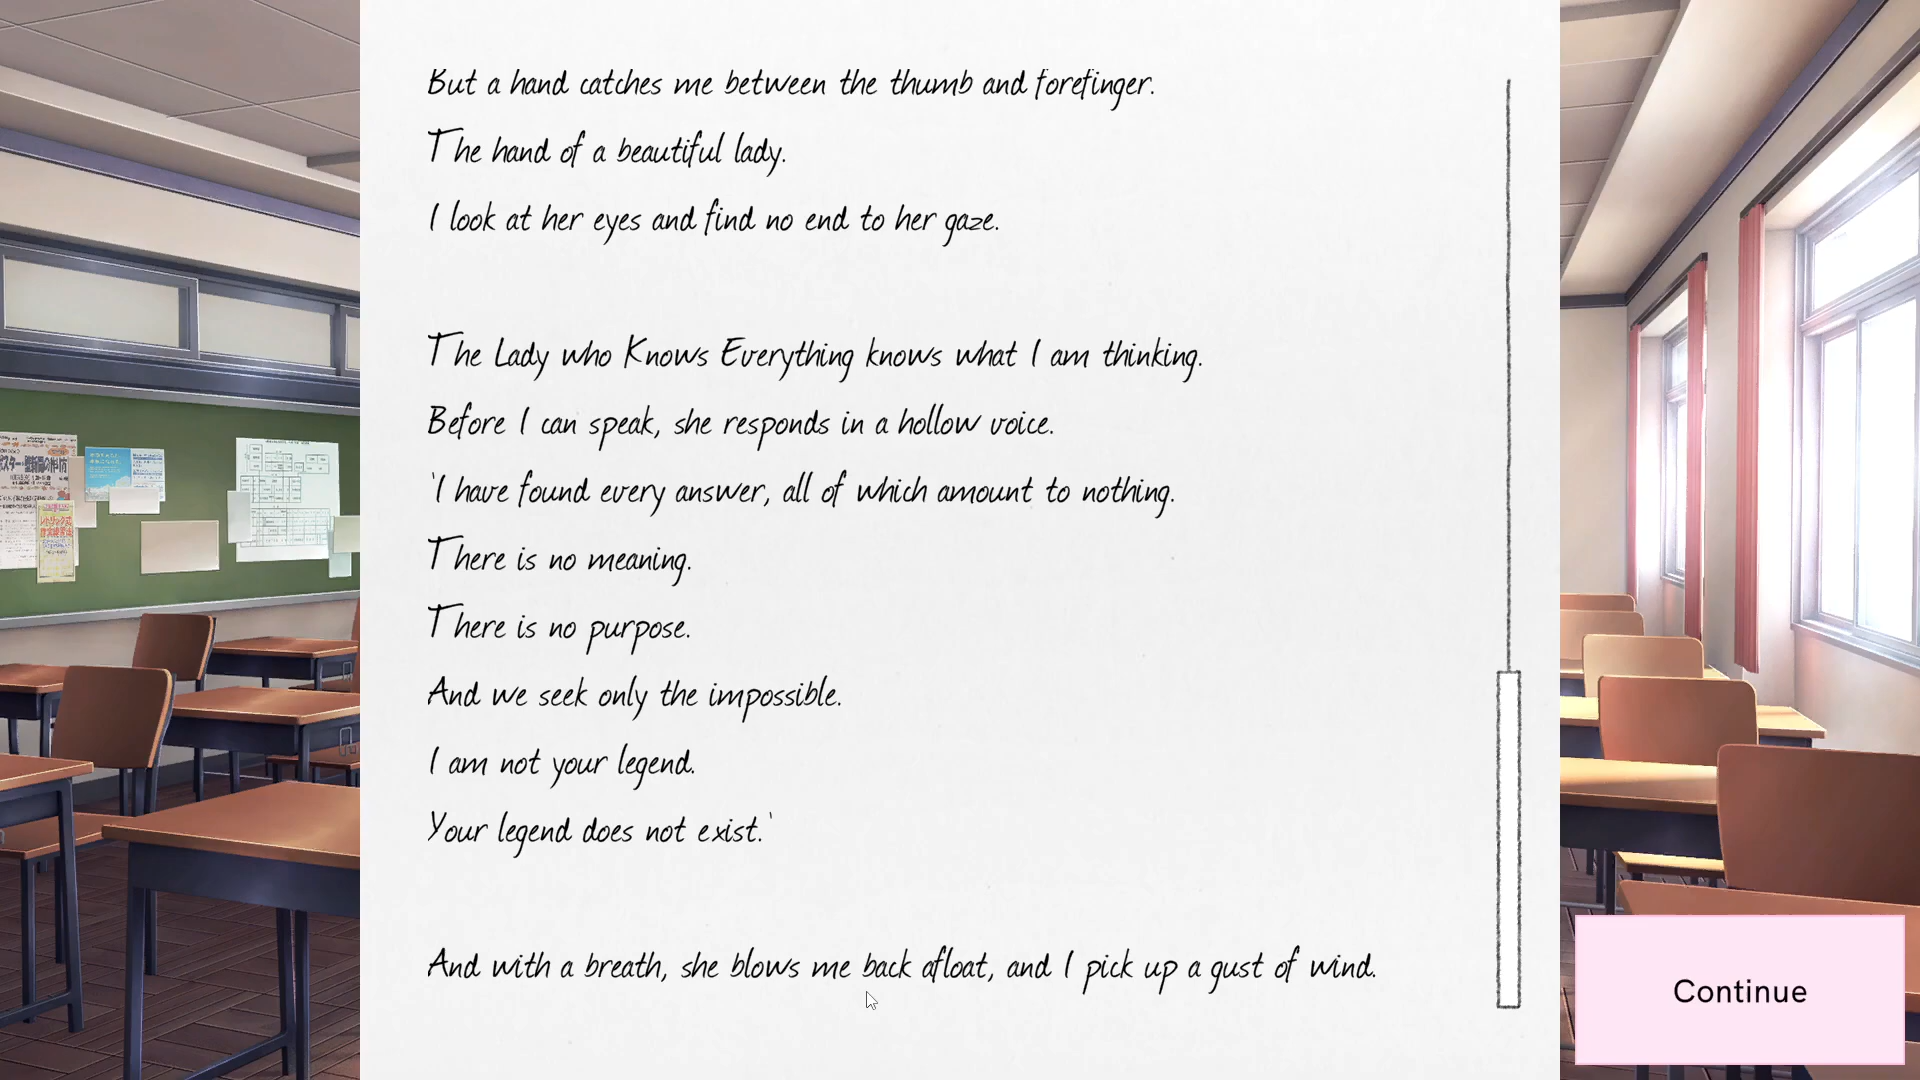 But a hand catches me between the thumb and forefinger.
The hand of a beautiful lady.
I look at her eyes and find no end to her gaze.
The Lady who Knows Everything knows what I am thinking.
Before I can speak, she responds in a hollow voice.
'I have found every answer, all of which amount to nothing.
There is no meaning.
There is no purpose.
And we seek only the impossible.
I am not your legend.
Your legend does not exist.'
And with a breath, she blows me back afloat, and I pick up a gust of wind.
Continue